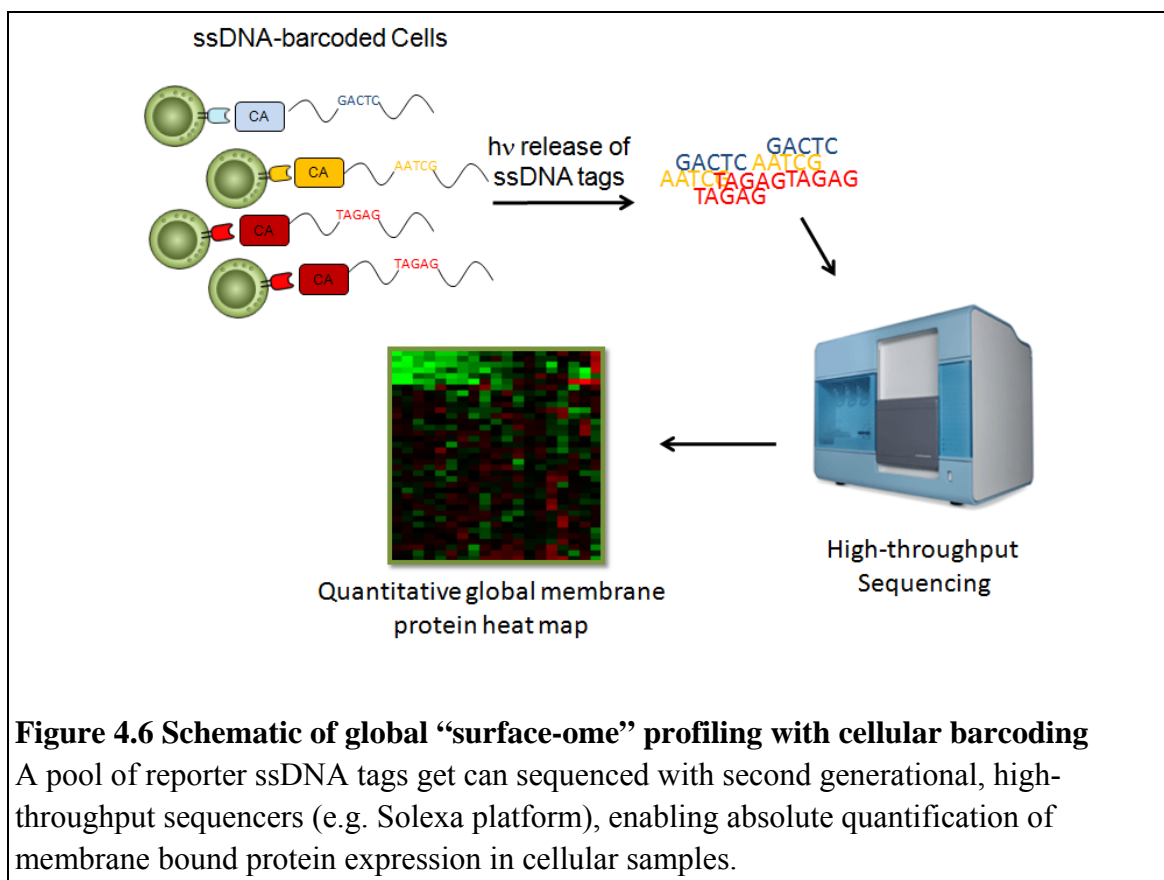 ssDNA-barcoded Cells
CA
GACTC
CA
AATCG
CA
TAGAG
CA
TAGAG
hν release of
ssDNA tags
GACTC
GACTC AATCG
AATCG TAGAG TAGAG
TAGAG
High-throughput
Sequencing
Quantitative global membrane
protein heat map
Figure 4.6 Schematic of global “surface-ome” profiling with cellular barcoding
A pool of reporter ssDNA tags get can sequenced with second generational, high-
throughput sequencers (e.g. Solexa platform), enabling absolute quantification of
membrane bound protein expression in cellular samples.